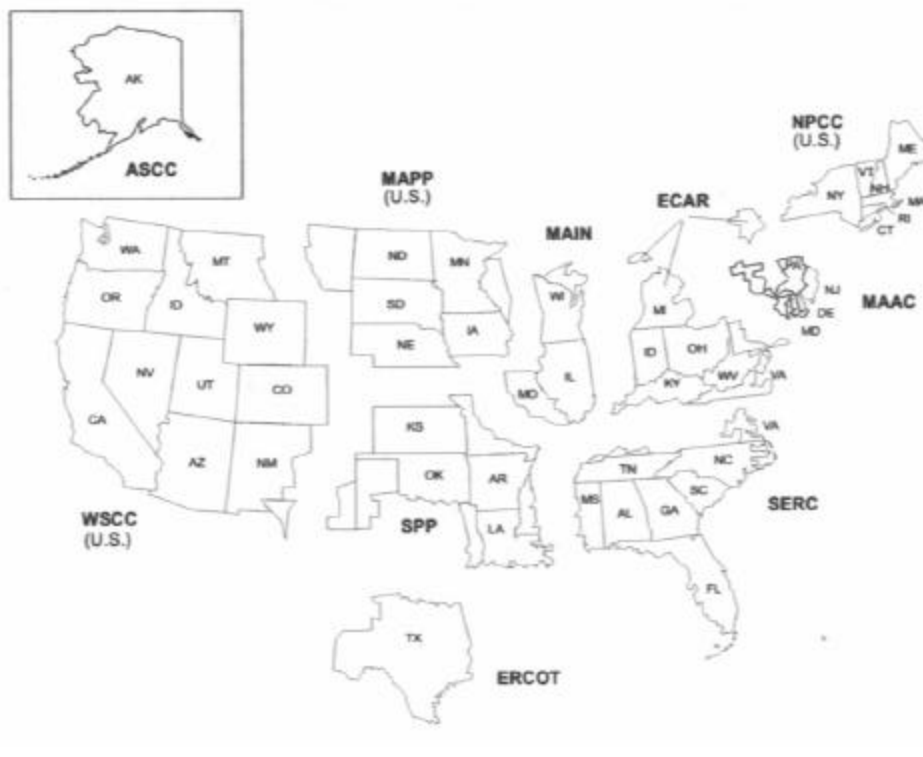 AK
ASCC
NPCC
(U.S.)
ME
VT
NH
NY
MA
RI
CT
MAPP
(U.S.)
ECAR
MAIN
WA
MT
ND
MN
OR
ID
SD
WI
PA
NJ
MAAC
DE
MD
WY
NE
IA
MI
NV
UT
CO
MO
IL
ID
OH
KY
WV
VA
CA
KS
VA
AZ
NM
OK
AR
TN
NC
SC
MS
AL
GA
SERC
WSCC
(U.S.)
SPP
LA
FL
TX
ERCOT